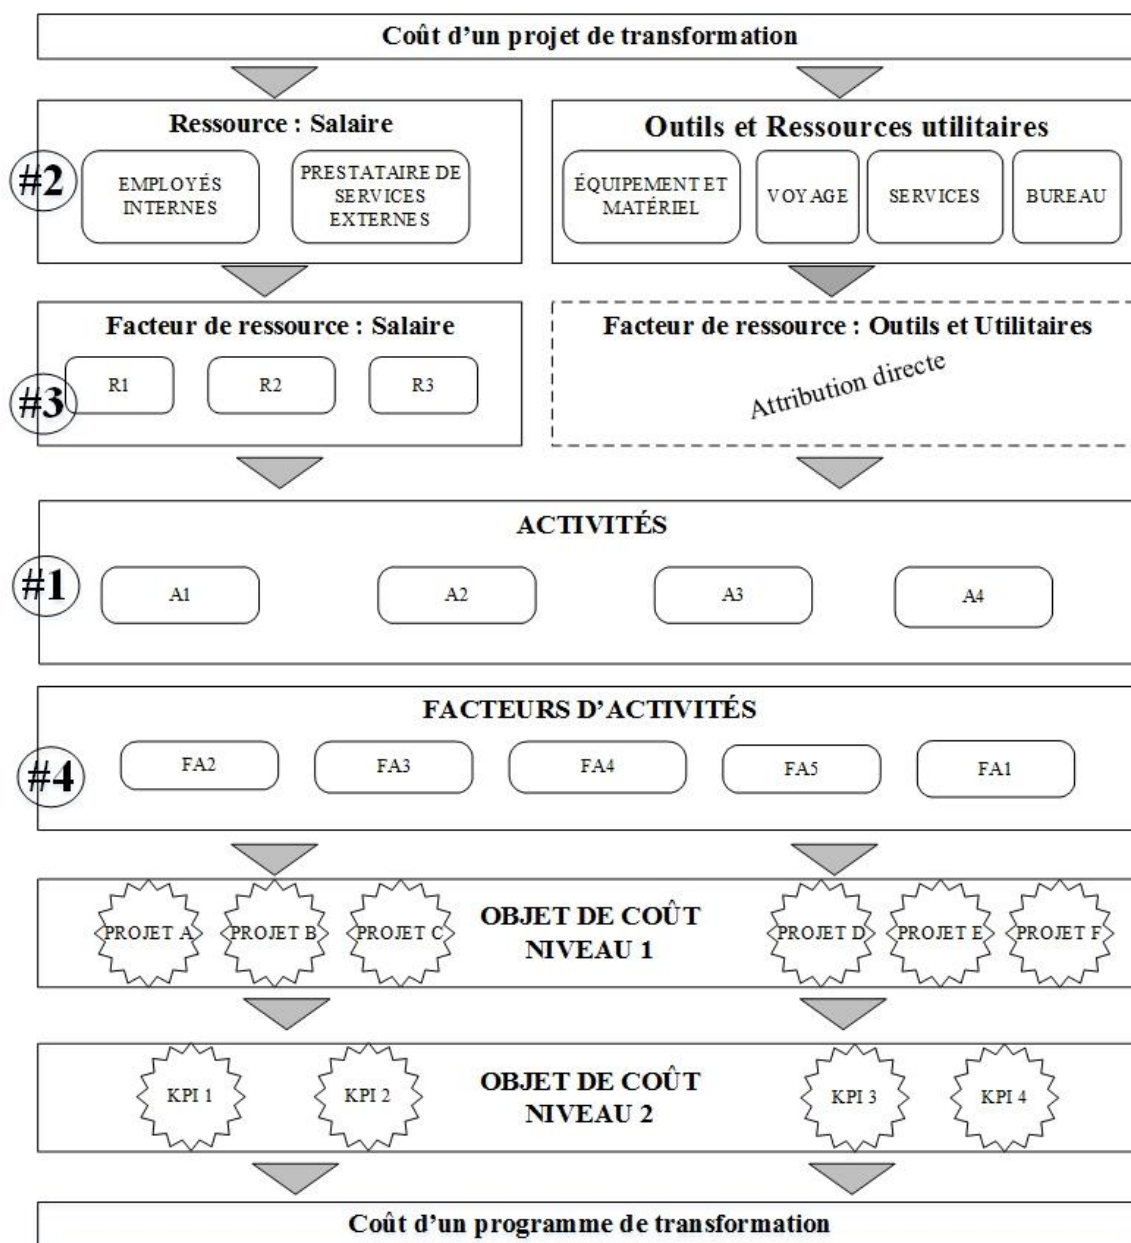 Coût d'un projet de transformation
Ressource : Salaire
Outils et Ressources utilitaires
#2
EMPLOYÉS
INTERNES
PRESTATAIRE DE
SERVICES
EXTERNES
ÉQUIPEMENT ET
MATÉRIEL
VOYAGE
SERVICES
BUREAU
Facteur de ressource : Salaire
Facteur de ressource : Outils et Utilitaires
#3
R1
R2
R3
Attribution directe
ACTIVITÉS
#1
A1
A2
A3
A4
FACTEURS D'ACTIVITÉS
#4
FA2
FA3
FA4
FA5
FA1
PROJET A
PROJET B
PROJET C
OBJET DE COÛT
NIVEAU 1
PROJET D
PROJET E
PROJET F
KPI 1
KPI 2
OBJET DE COÛT
NIVEAU 2
KPI 3
KPI 4
Coût d'un programme de transformation